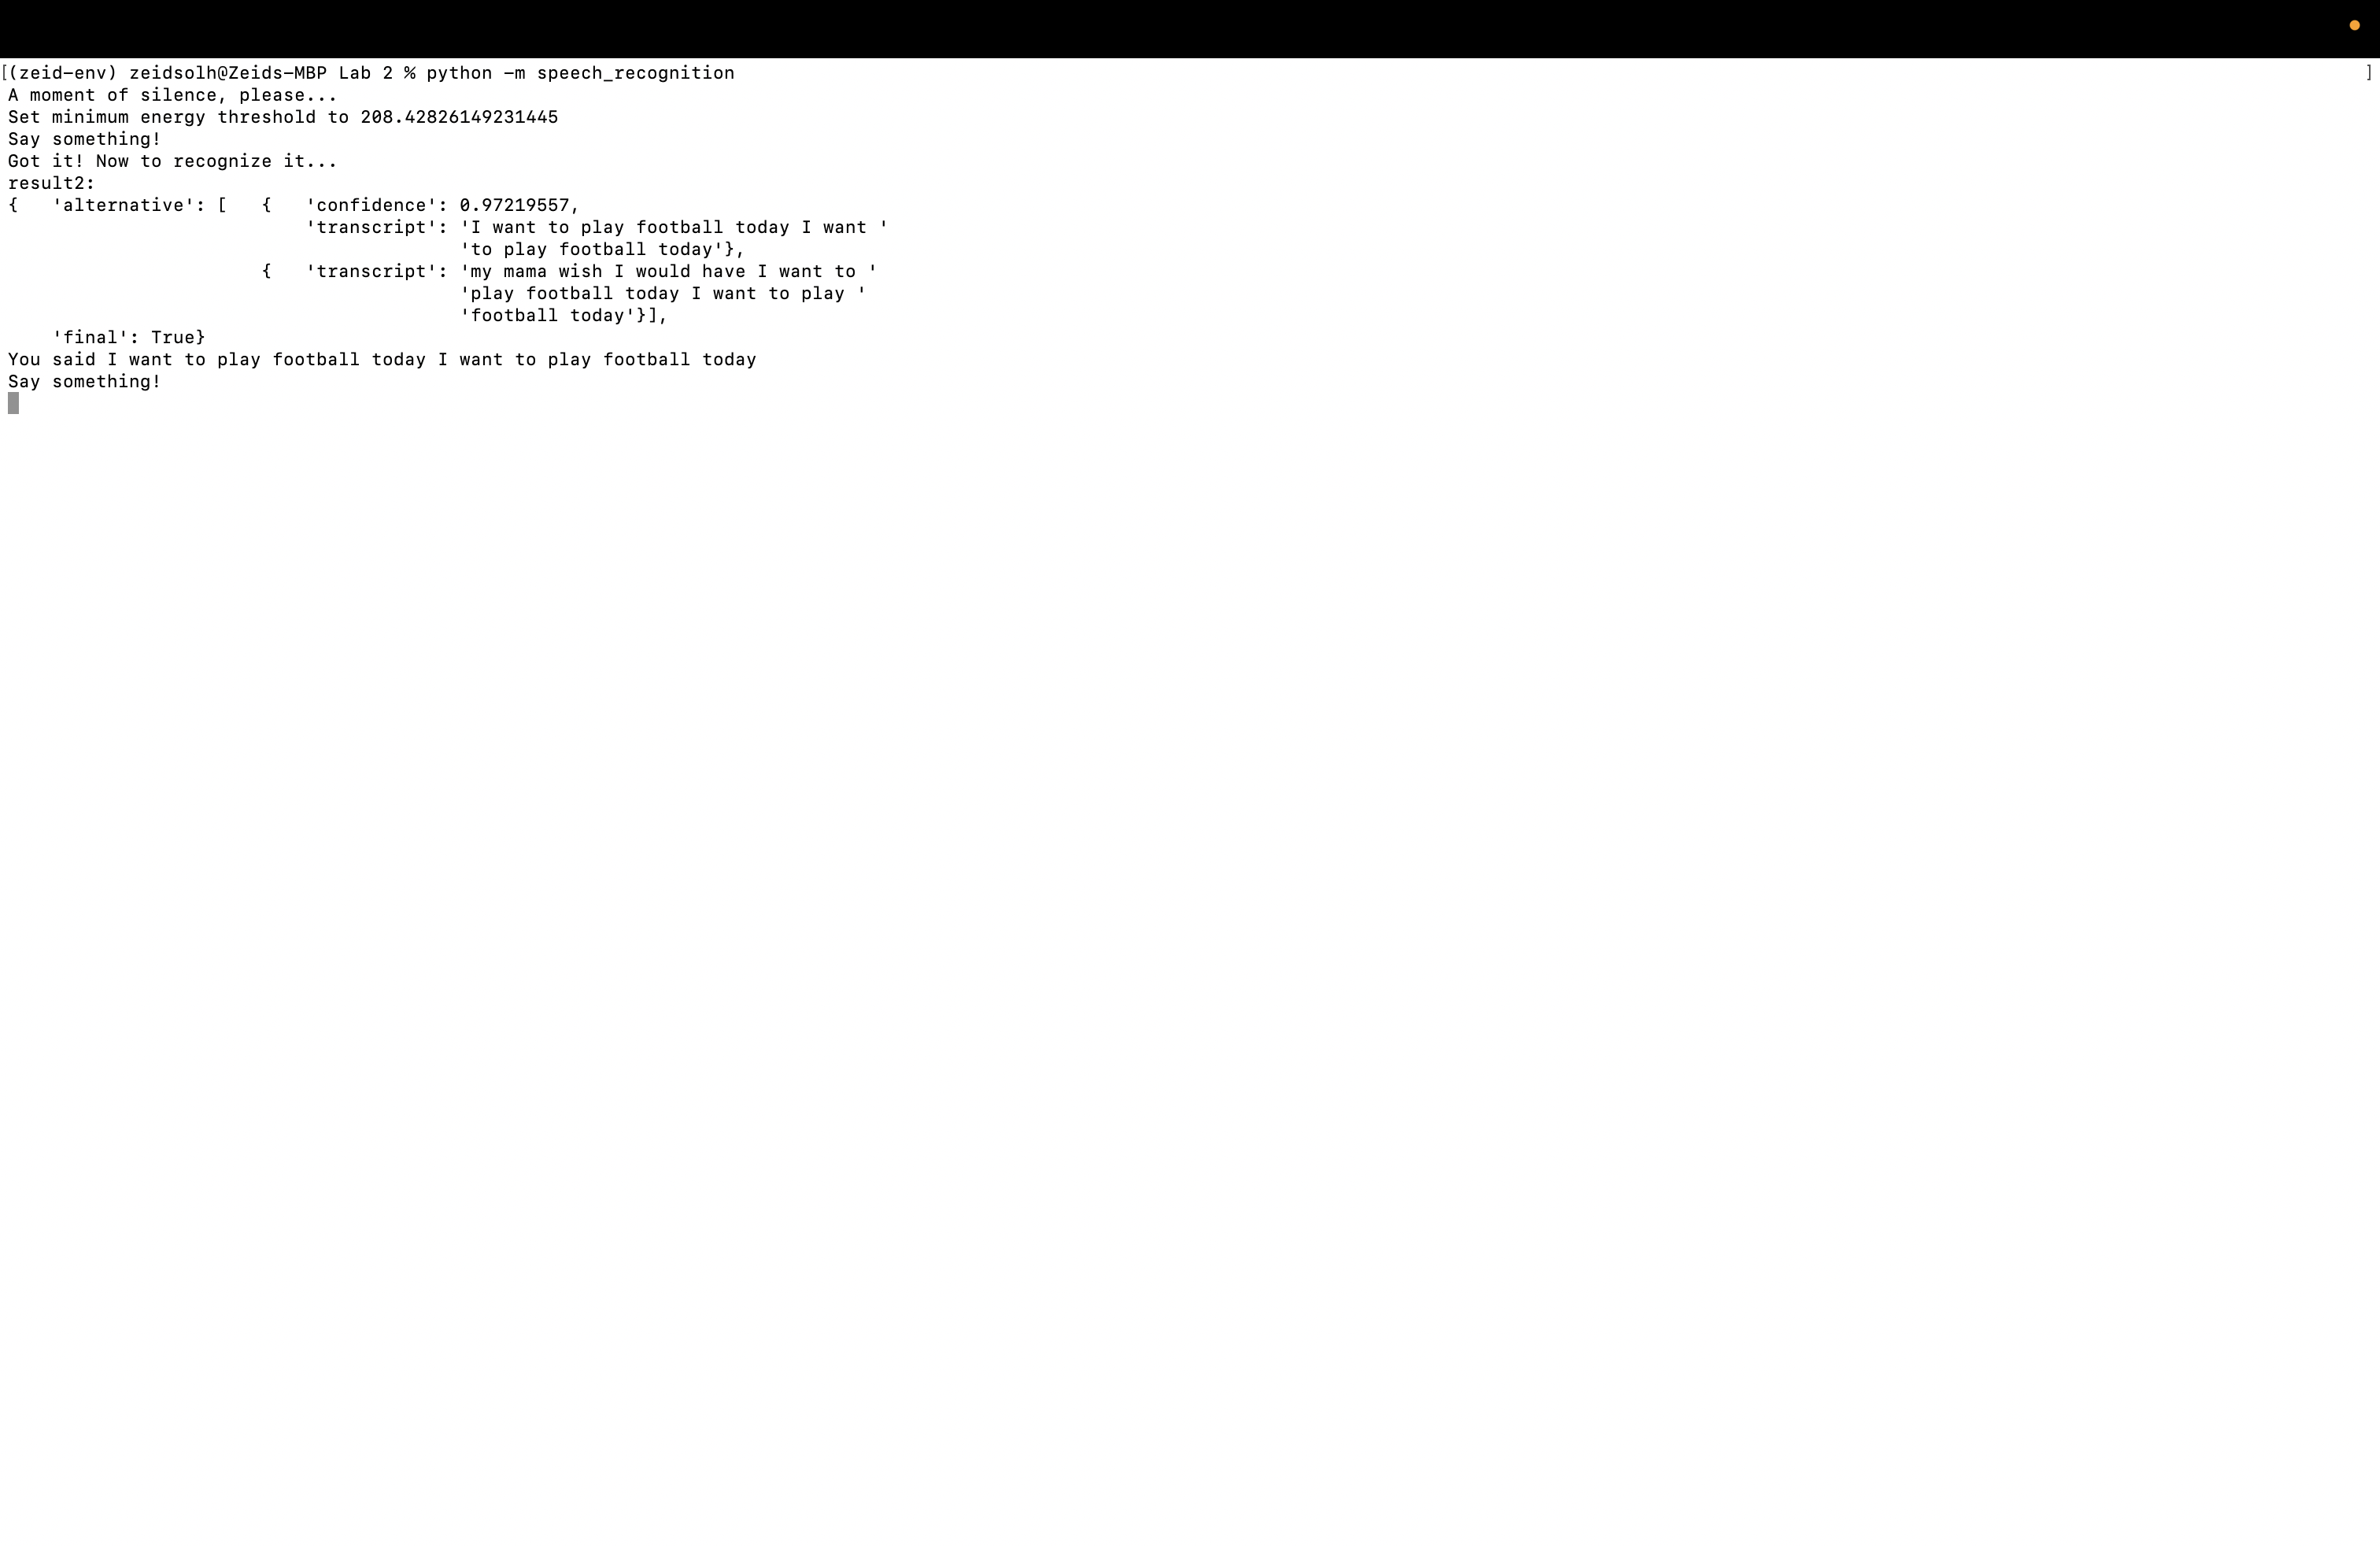 [(zeid-env) zeidsolh@Zeids-MBP Lab 2 % python -m speech_recognition ]
A moment of silence, please...
Set minimum energy threshold to 208.42826149231445
Say something!
Got it! Now to recognize it...
result2:
{   'alternative': [   {   'confidence': 0.97219557,
                           'transcript': 'I want to play football today I want '
                                         'to play football today'},
                       {   'transcript': 'my mama wish I would have I want to '
                                         'play football today I want to play '
                                         'football today'}],
    'final': True}
You said I want to play football today I want to play football today
Say something!